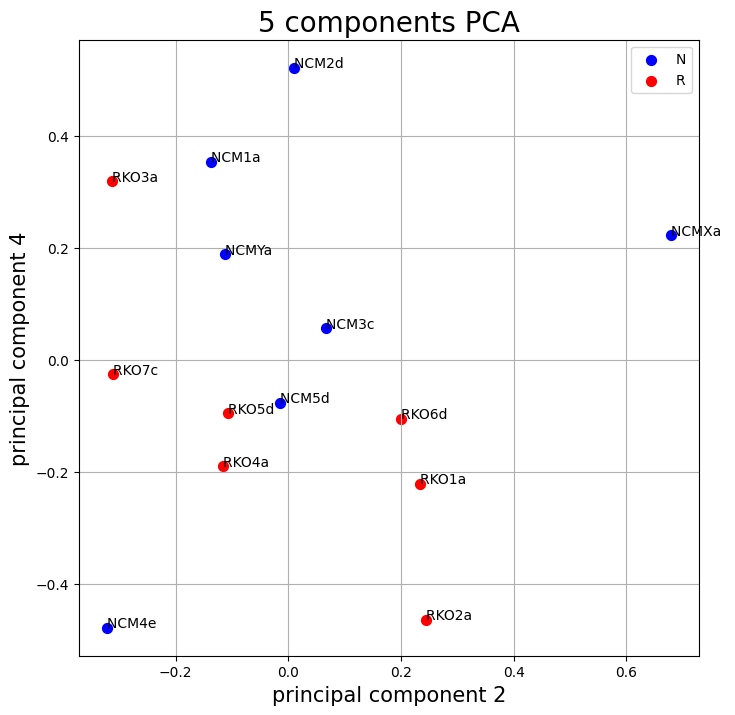 5 components PCA
N
R
NCM2d
NCM1a
RKO3a
NCMYa
NCMXa
NCM3c
RKO7c
NCM5d
RKO5d
RKO6d
RKO4a
RKO1a
RKO2a
NCM4e
0.4
0.2
0.0
−0.2
−0.4
−0.2
0.0
0.2
0.4
0.6
principal component 4
principal component 2